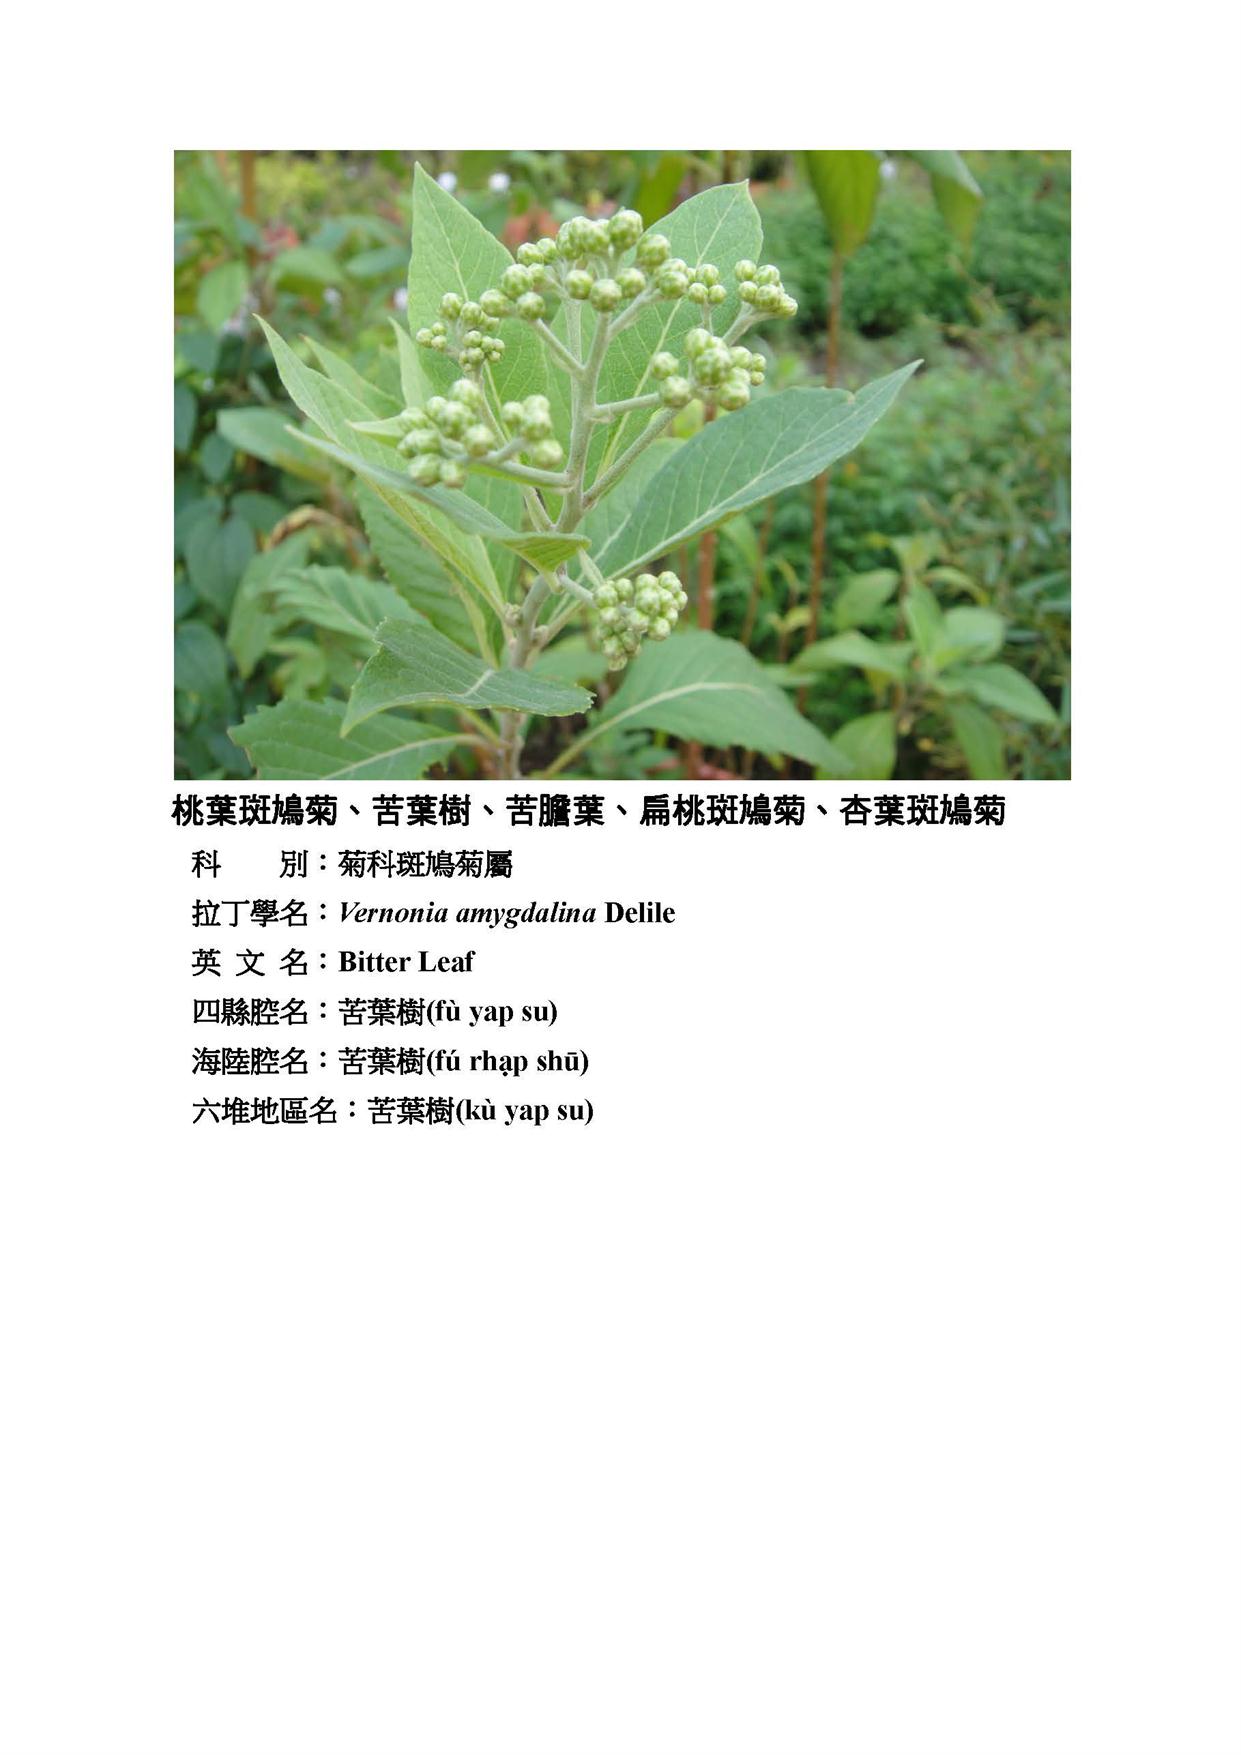 桃葉斑鳩菊、苦葉樹、苦膽葉、扁桃斑鳩菊、杏葉斑鳩菊
科　　別：菊科斑鳩菊屬
拉丁學名：Vernonia amygdalina Delile
英 文 名：Bitter Leaf
四縣腔名：苦葉樹(fù yap su)
海陸腔名：苦葉樹(fú rhạp shū)
六堆地區名：苦葉樹(kù yap su)